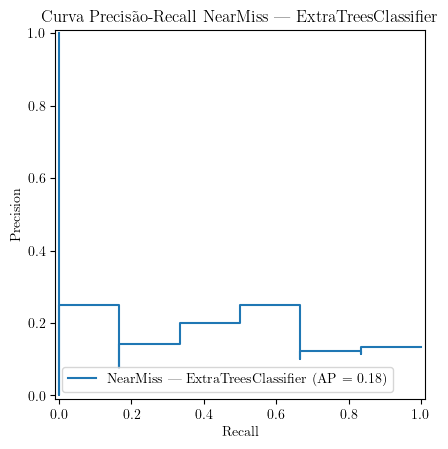 Curva Precisão-Recall NearMiss — ExtraTreesClassifier
1.0
0.8
0.6
0.4
0.2
0.0
Precision
NearMiss — ExtraTreesClassifier (AP = 0.18)
0.0 0.2 0.4 0.6 0.8 1.0
Recall